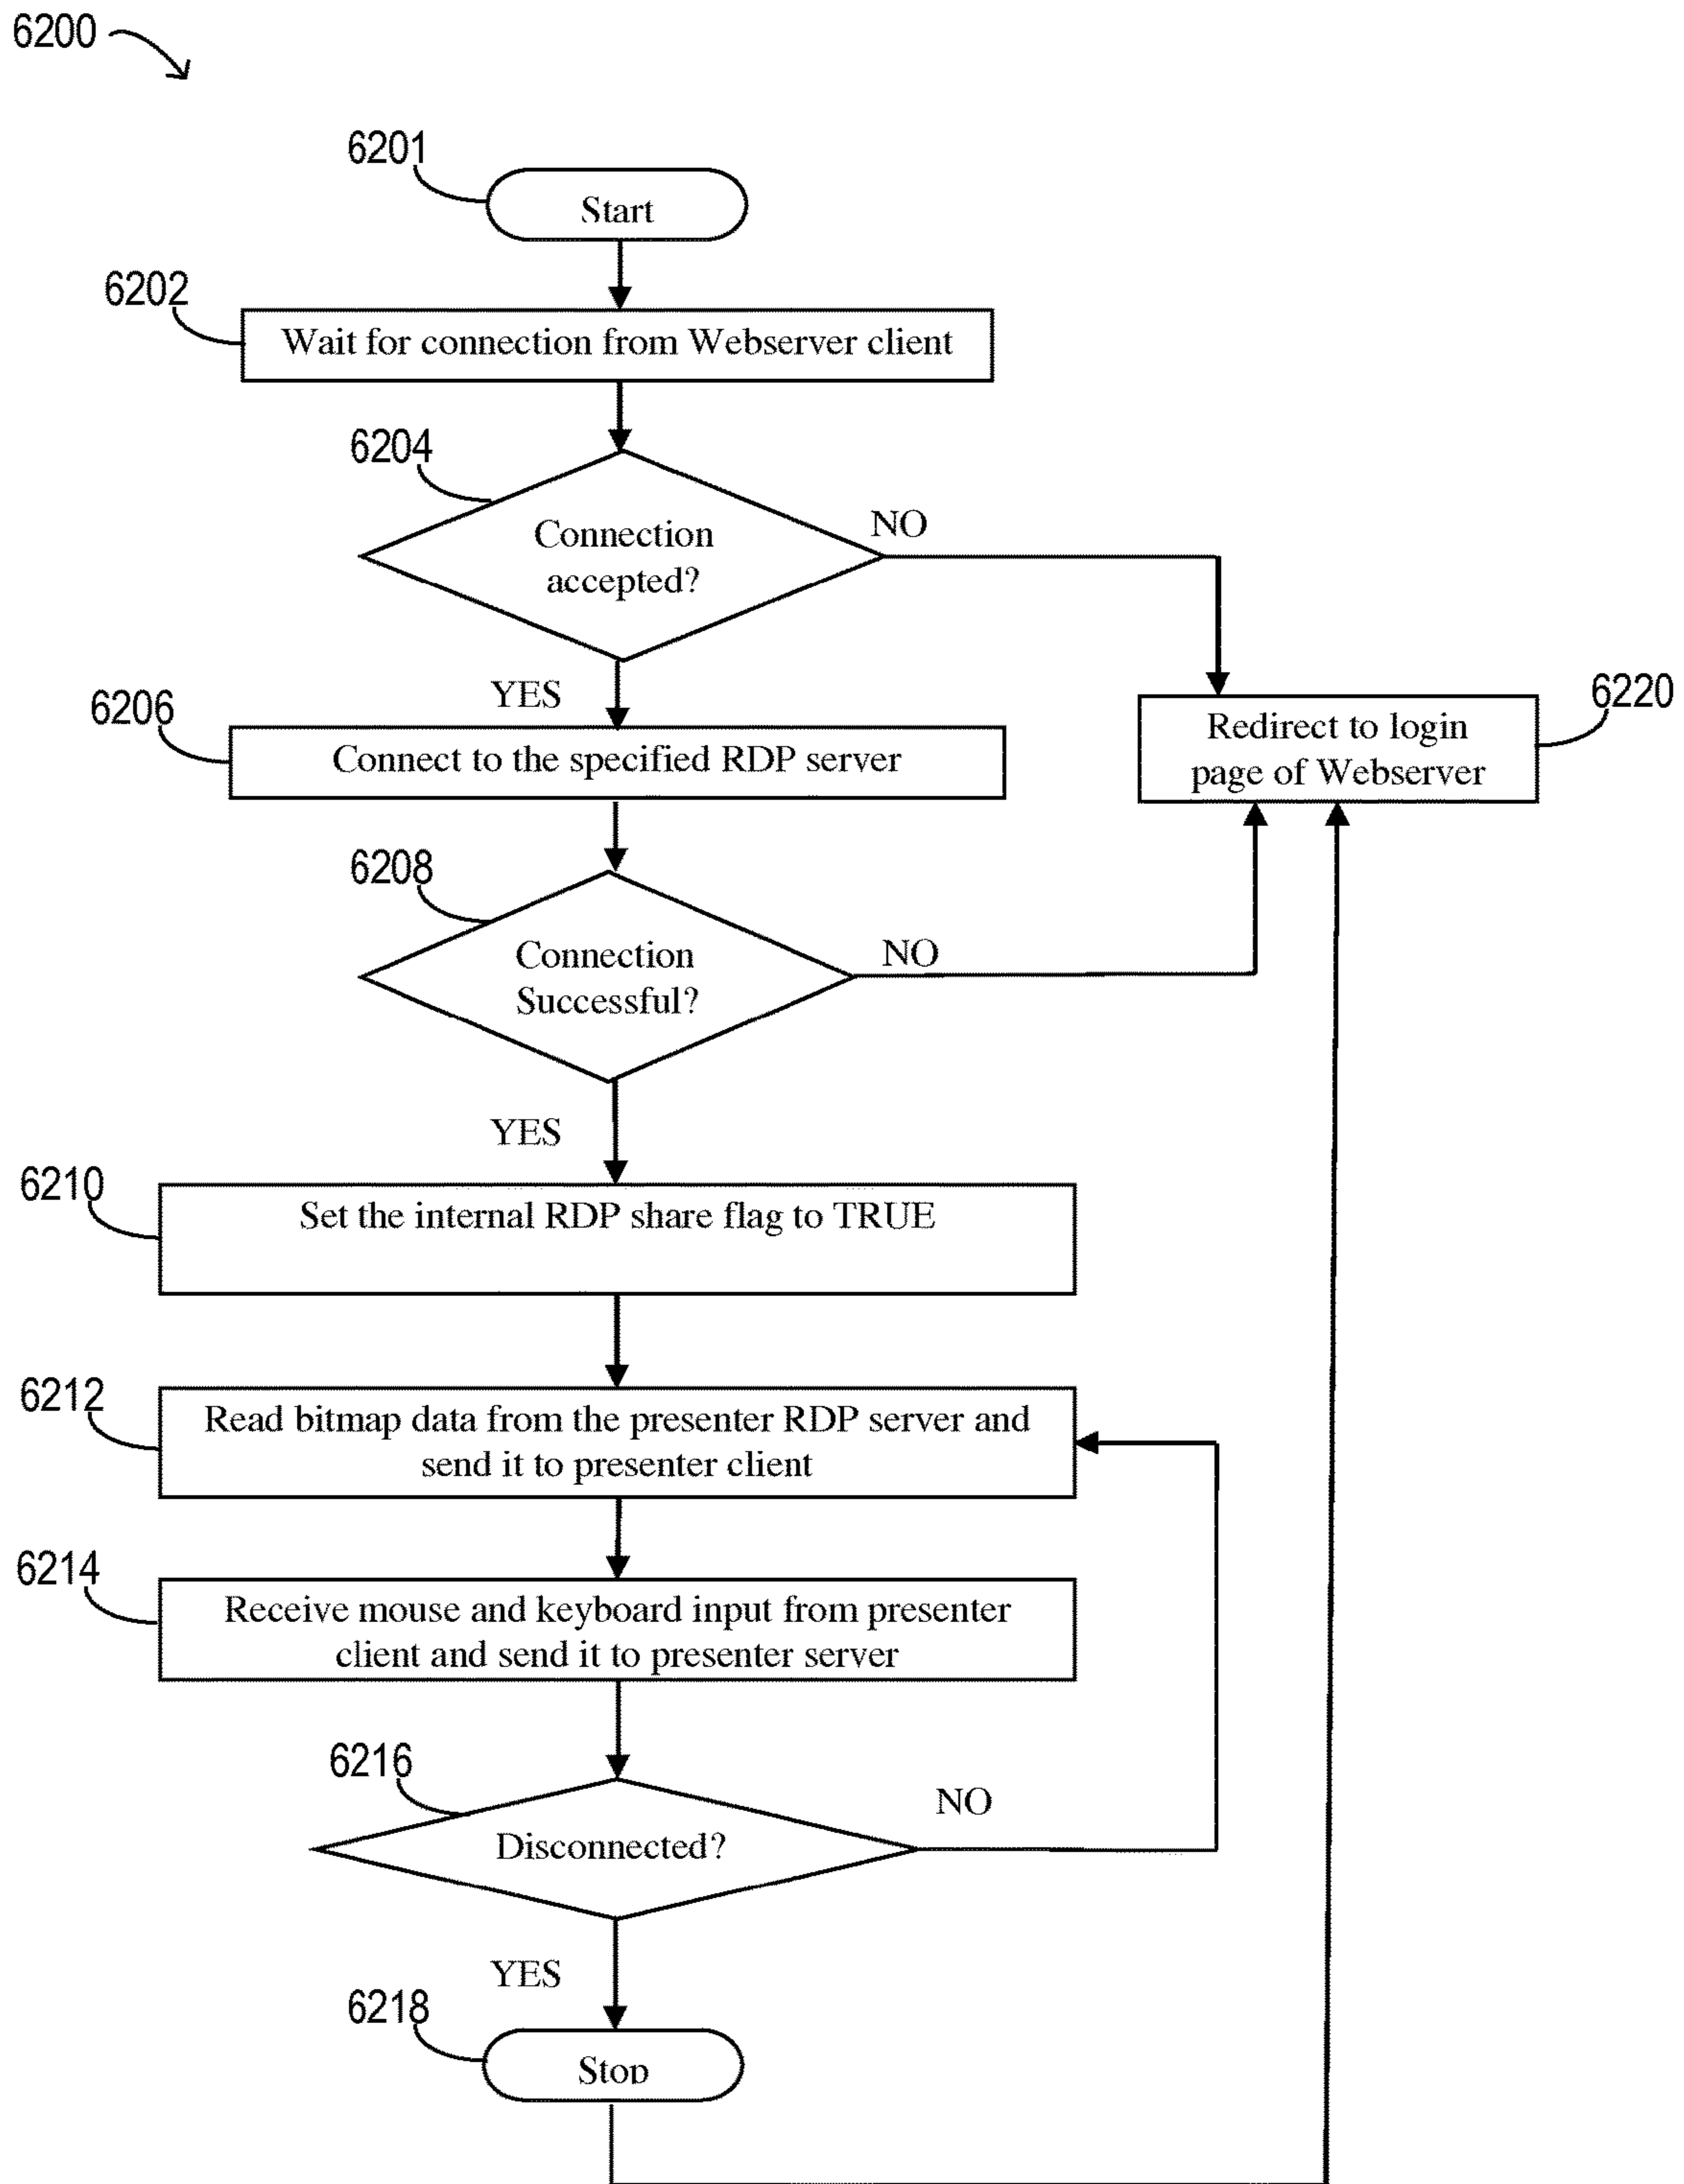 6200
6201
Start
6202
Wait for connection from Webserver client
6204
Connection
accepted?
NO
YES
6206
Connect to the specified RDP server
6220
Redirect to login
page of Webserver
6208
Connection
Successful?
NO
YES
6210
Set the internal RDP share flag to TRUE
6212
Read bitmap data from the presenter RDP server and
send it to presenter client
6214
Receive mouse and keyboard input from presenter
client and send it to presenter server
6216
Disconnected?
NO
YES
6218
Stop